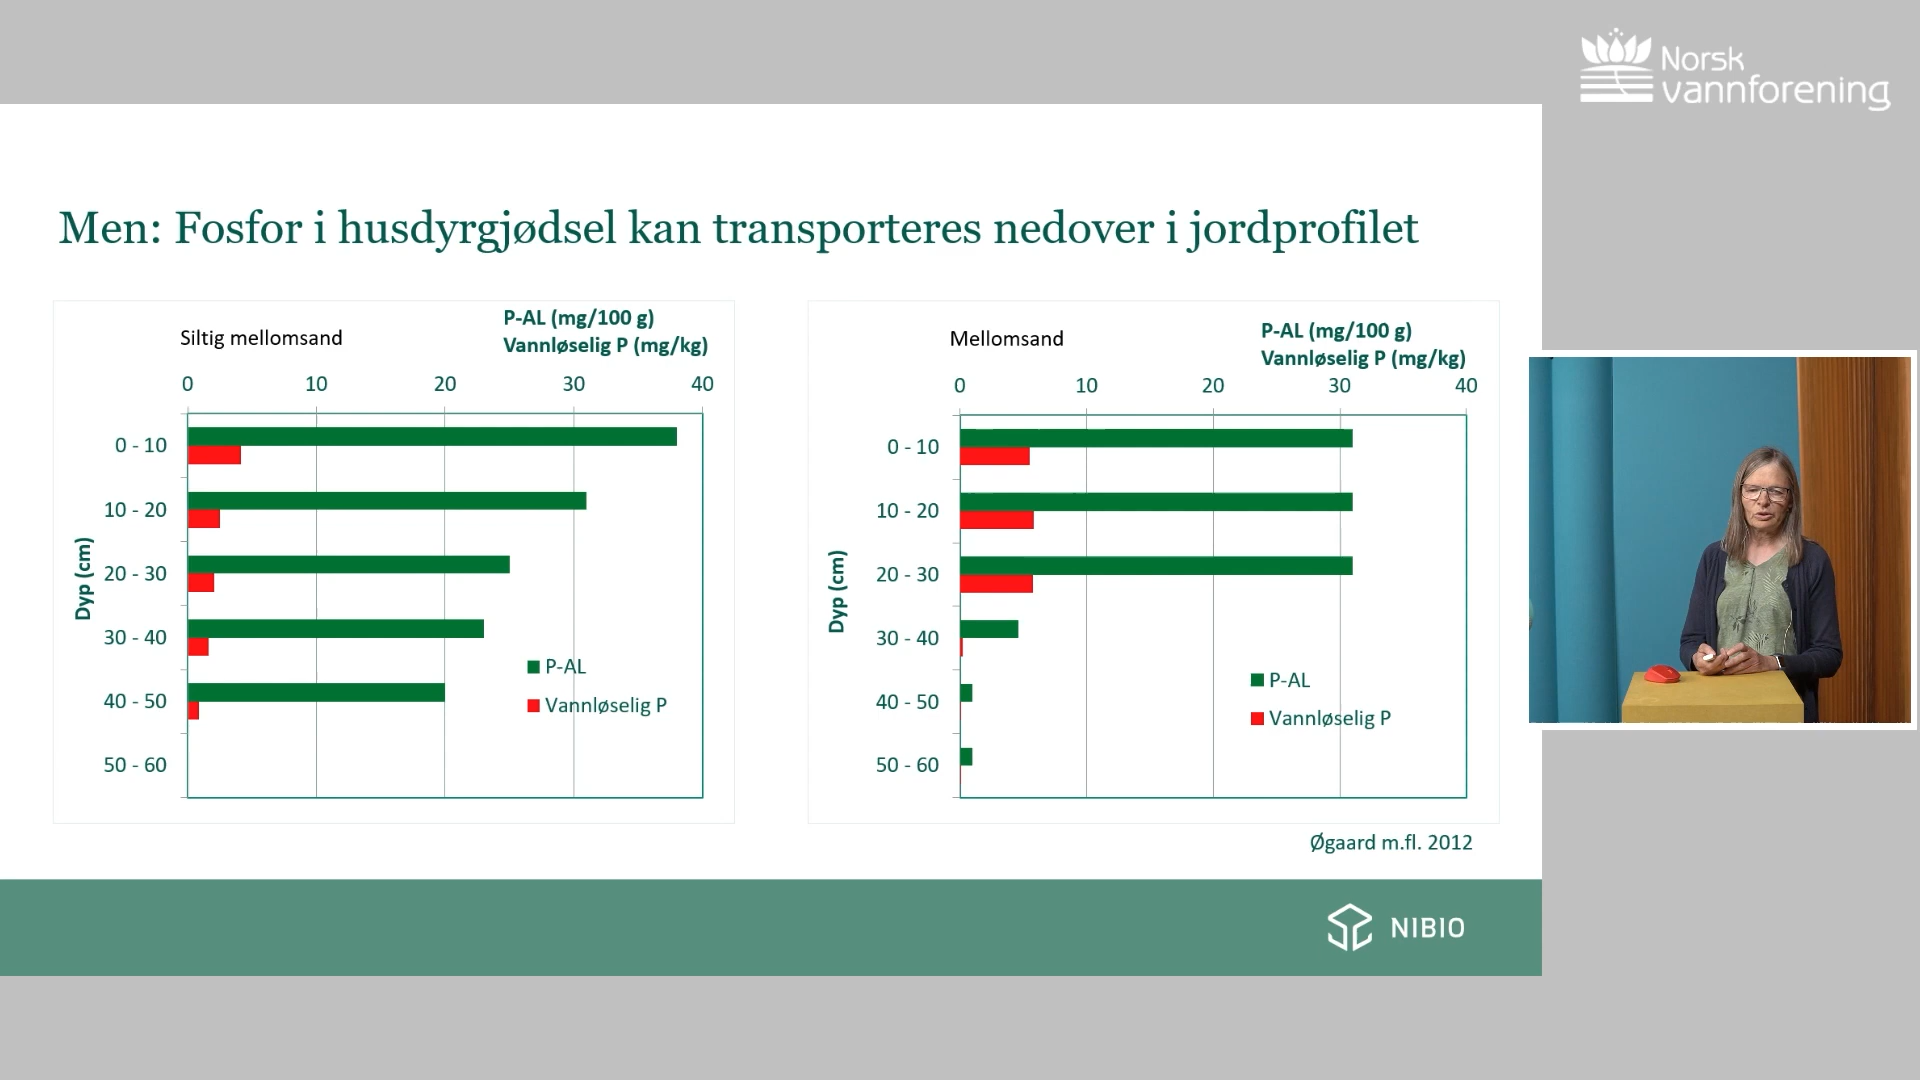 Norsk
vannforening
Men: Fosfor i husdyrgjødsel kan transporteres nedover i jordprofilet
Siltig mellomsand
P-AL (mg/100 g)
Vannløselig P (mg/kg)
0 10 20 30 40
Dyp (cm)
0 - 10
10 - 20
20 - 30
30 - 40
40 - 50
50 - 60
P-AL
Vannløselig P
Mellomsand
P-AL (mg/100 g)
Vannløselig P (mg/kg)
0 10 20 30 40
Dyp (cm)
0 - 10
10 - 20
20 - 30
30 - 40
40 - 50
50 - 60
P-AL
Vannløselig P
Øgaard m.fl. 2012
NIBIO